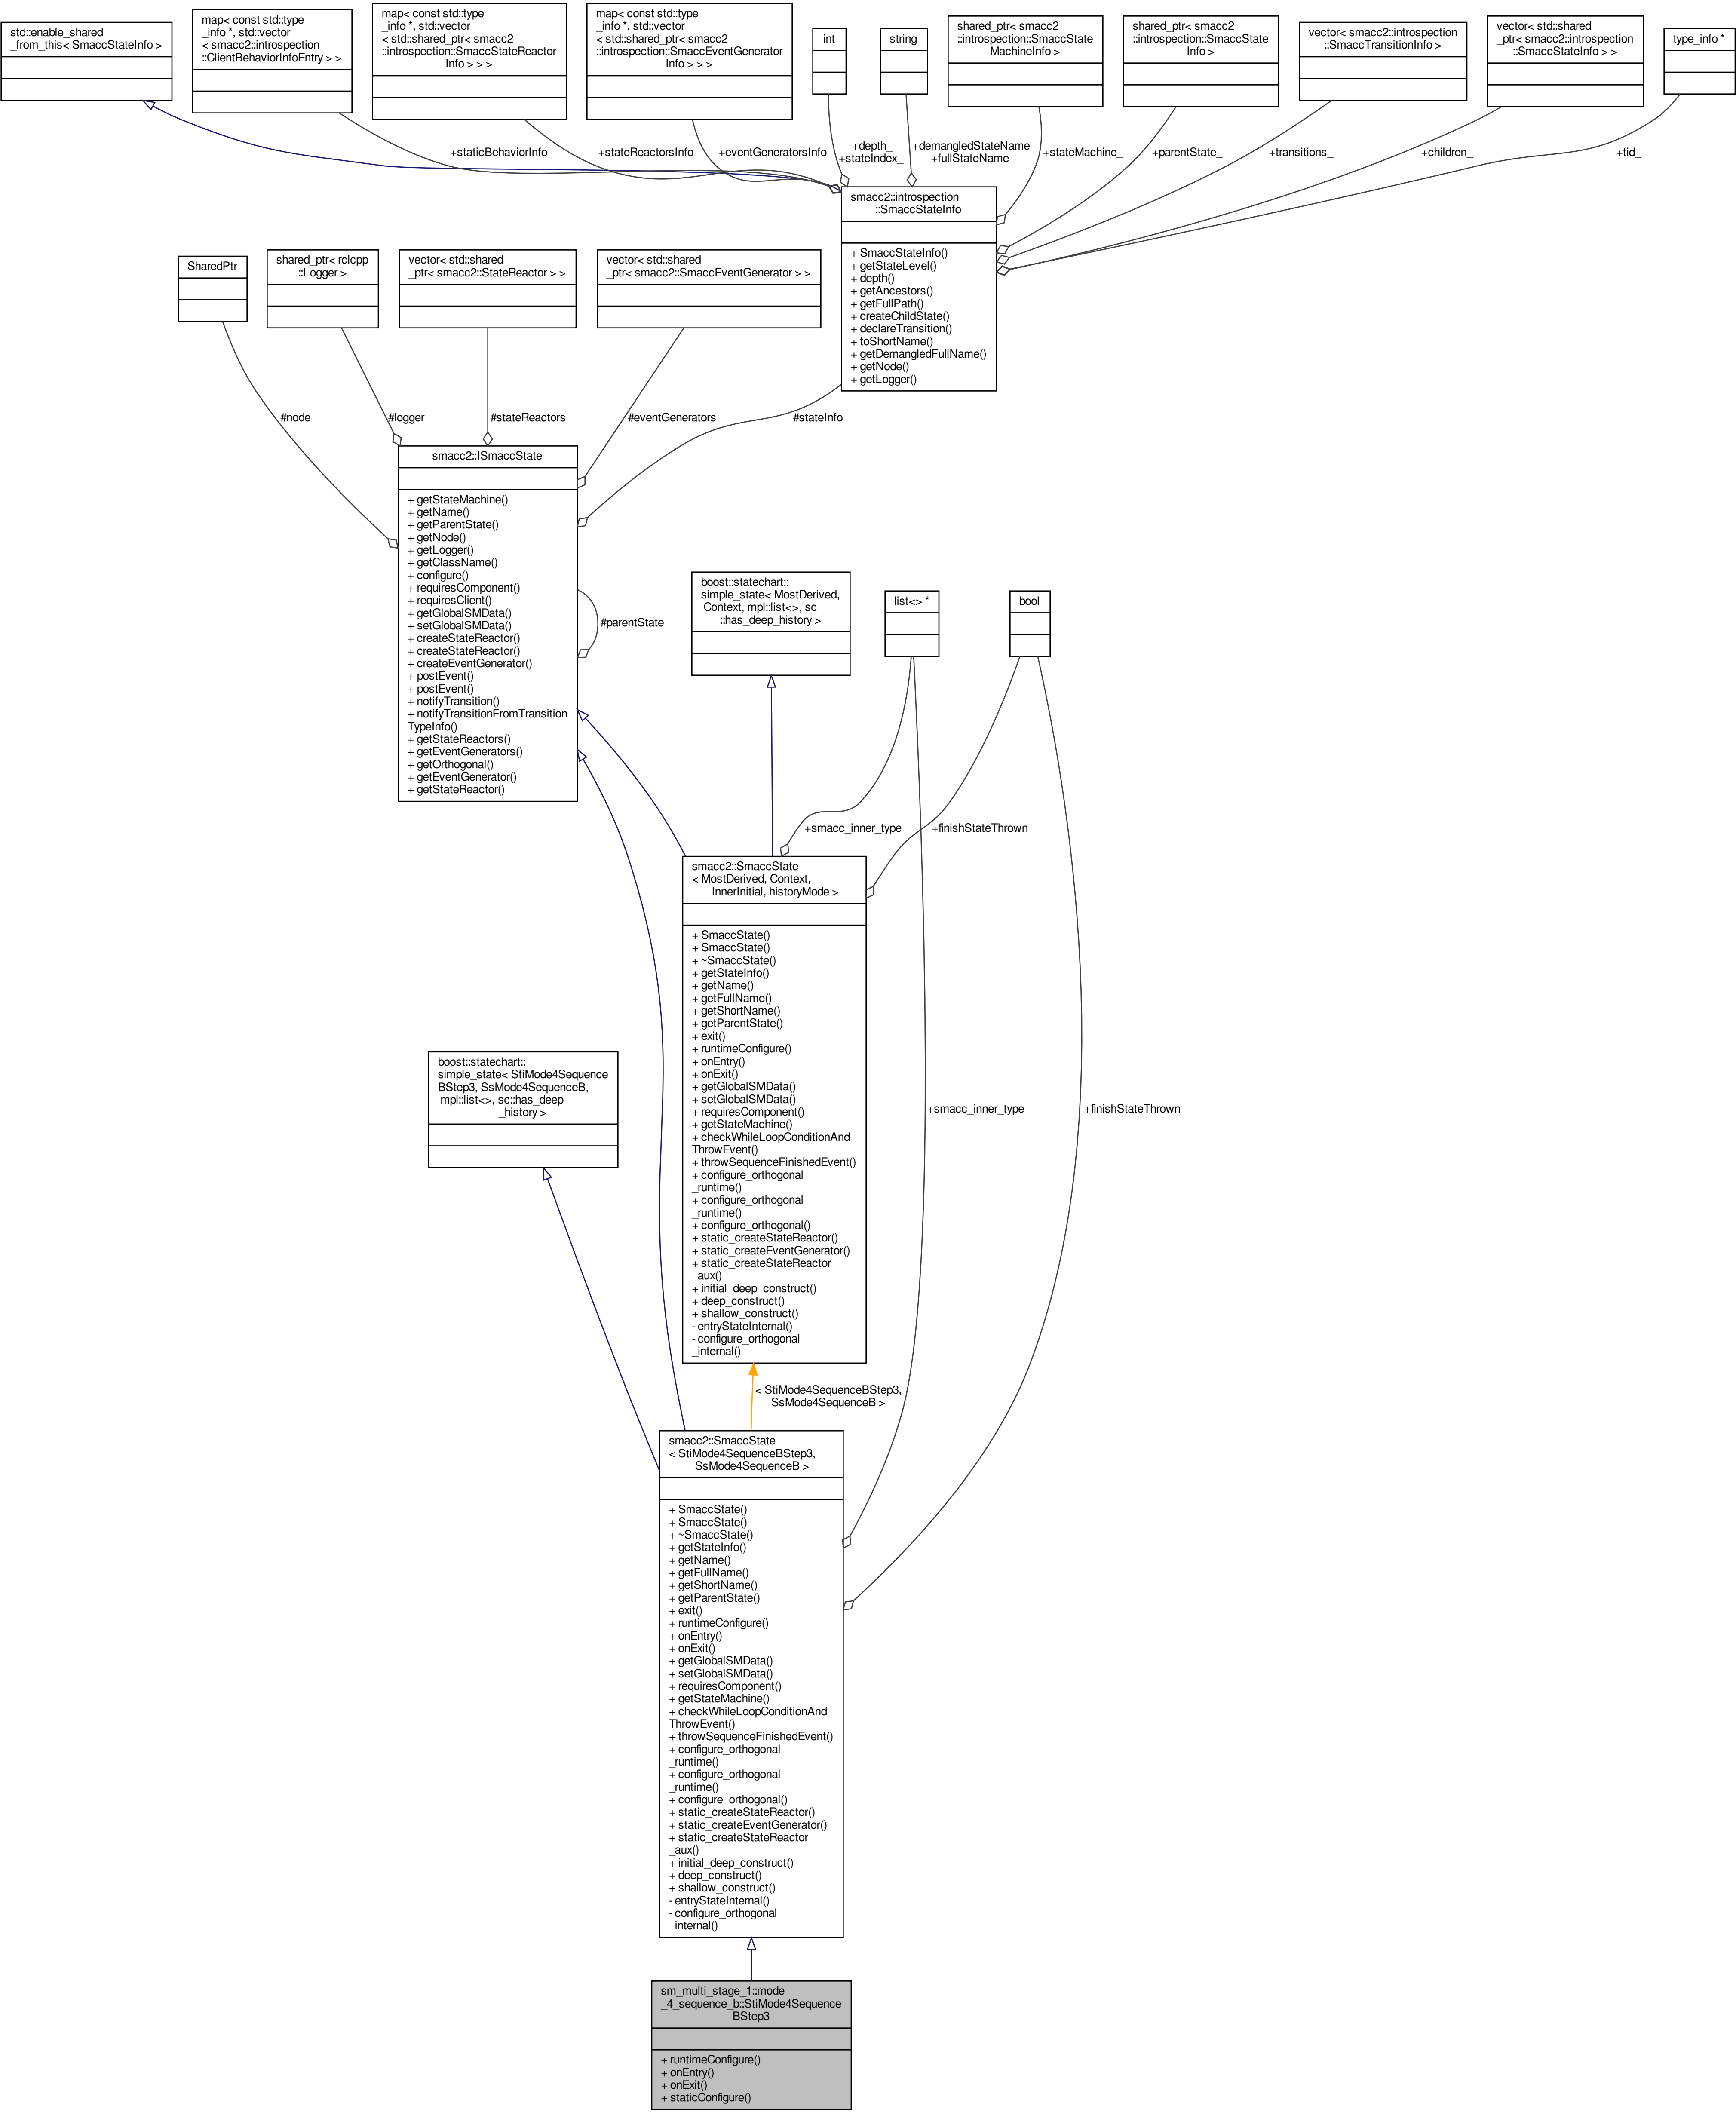 std::enable_shared
_from_this< SmaccStateInfo >
map< const std::type
_info *, std::vector
< smacc2::introspection
::ClientBehaviorInfoEntry > >
map< const std::type
_info *, std::vector
< std::shared_ptr< smacc2
::introspection::SmaccStateReactor
Info > > >
map< const std::type
_info *, std::vector
< std::shared_ptr< smacc2
::introspection::SmaccEventGenerator
Info > > >
int
string
shared_ptr< smacc2
::introspection::SmaccState
MachineInfo >
shared_ptr< smacc2
::introspection::SmaccState
Info >
vector< smacc2::introspection
::SmaccTransitionInfo >
vector< std::shared
_ptr< smacc2::introspection
::SmaccStateInfo > >
type_info *
+staticBehaviorInfo
+stateReactorsInfo
+eventGeneratorsInfo
+depth_
+stateIndex_
+demangledStateName
+fullStateName
+stateMachine_
+parentState_
+transitions_
+children_
+tid_
smacc2::introspection
::SmaccStateInfo
+ SmaccStateInfo()
+ getStateLevel()
+ depth()
+ getAncestors()
+ getFullPath()
+ createChildState()
+ declareTransition()
+ toShortName()
+ getDemangledFullName()
+ getNode()
+ getLogger()
SharedPtr
shared_ptr< rclcpp
::Logger >
vector< std::shared
_ptr< smacc2::StateReactor > >
vector< std::shared
_ptr< smacc2::SmaccEventGenerator > >
#node_
#logger_
#stateReactors_
#eventGenerators_
#stateInfo_
smacc2::ISmaccState
+ getStateMachine()
+ getName()
+ getParentState()
+ getNode()
+ getLogger()
+ getClassName()
+ configure()
+ requiresComponent()
+ requiresClient()
+ getGlobalSMData()
+ setGlobalSMData()
+ createStateReactor()
+ createStateReactor()
+ createEventGenerator()
+ postEvent()
+ postEvent()
+ notifyTransition()
+ notifyTransitionFromTransition
TypeInfo()
+ getStateReactors()
+ getEventGenerators()
+ getOrthogonal()
+ getEventGenerator()
+ getStateReactor()
#parentState_
boost::statechart::
simple_state< MostDerived,
Context, mpl::list<>, sc
::has_deep_history >
list<> *
bool
+smacc_inner_type
+finishStateThrown
smacc2::SmaccState
< MostDerived, Context,
InnerInitial, historyMode >
+ SmaccState()
+ SmaccState()
+ ~SmaccState()
+ getStateInfo()
+ getName()
+ getFullName()
+ getShortName()
+ getParentState()
+ exit()
+ runtimeConfigure()
+ onEntry()
+ onExit()
+ getGlobalSMData()
+ setGlobalSMData()
+ requiresComponent()
+ getStateMachine()
+ checkWhileLoopConditionAnd
ThrowEvent()
+ throwSequenceFinishedEvent()
+ configure_orthogonal
_runtime()
+ configure_orthogonal
_runtime()
+ configure_orthogonal()
+ static_createStateReactor()
+ static_createEventGenerator()
+ static_createStateReactor
_aux()
+ initial_deep_construct()
+ deep_construct()
+ shallow_construct()
- entryStateInternal()
- configure_orthogonal
_internal()
boost::statechart::
simple_state< StiMode4Sequence
BStep3, SsMode4SequenceB,
mpl::list<>, sc::has_deep
_history >
+smacc_inner_type
+finishStateThrown
< StiMode4SequenceBStep3,
SsMode4SequenceB >
smacc2::SmaccState
< StiMode4SequenceBStep3,
SsMode4SequenceB >
+ SmaccState()
+ SmaccState()
+ ~SmaccState()
+ getStateInfo()
+ getName()
+ getFullName()
+ getShortName()
+ getParentState()
+ exit()
+ runtimeConfigure()
+ onEntry()
+ onExit()
+ getGlobalSMData()
+ setGlobalSMData()
+ requiresComponent()
+ getStateMachine()
+ checkWhileLoopConditionAnd
ThrowEvent()
+ throwSequenceFinishedEvent()
+ configure_orthogonal
_runtime()
+ configure_orthogonal
_runtime()
+ configure_orthogonal()
+ static_createStateReactor()
+ static_createEventGenerator()
+ static_createStateReactor
_aux()
+ initial_deep_construct()
+ deep_construct()
+ shallow_construct()
- entryStateInternal()
- configure_orthogonal
_internal()
sm_multi_stage_1::mode
_4_sequence_b::StiMode4Sequence
BStep3
+ runtimeConfigure()
+ onEntry()
+ onExit()
+ staticConfigure()